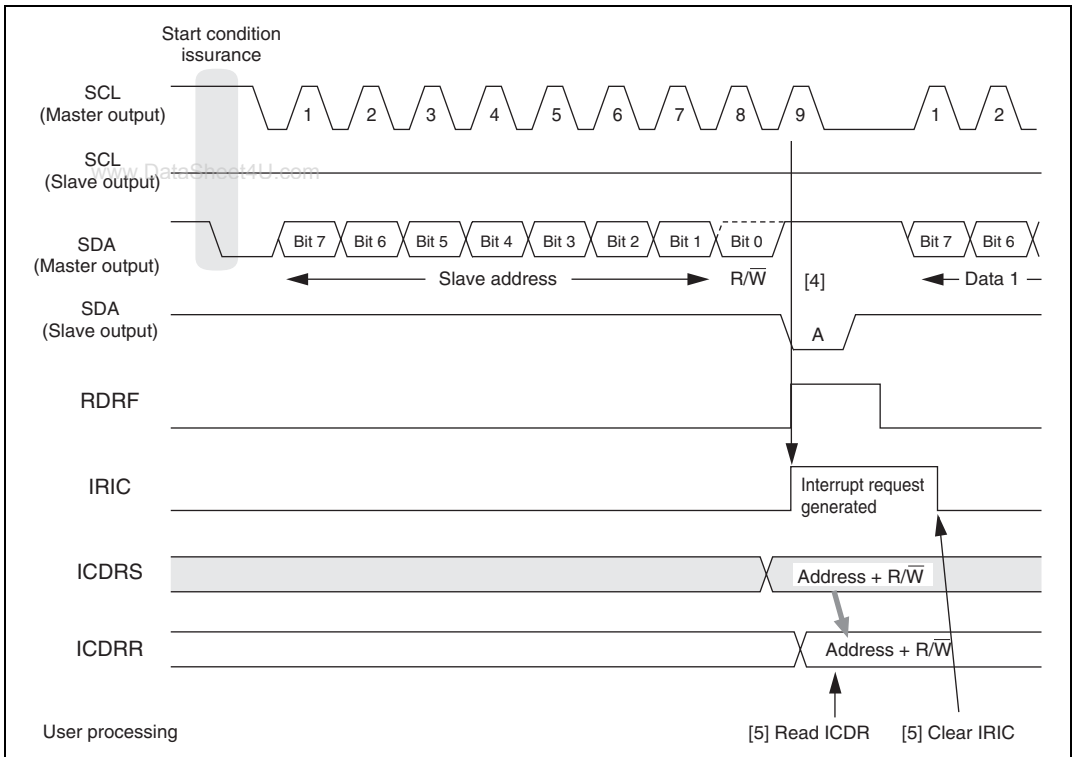 Start condition
issurance
SCL
(Master output)
1 2 3 4 5 6 7 8 9 1 2
SCL
(Slave output)
www.DataSheet4U.com
SDA
(Master output)
Bit 7 Bit 6 Bit 5 Bit 4 Bit 3 Bit 2 Bit 1 Bit 0 Bit 7 Bit 6
Slave address R/W̅ [4] Data 1
SDA
(Slave output)
A
RDRF
IRIC
Interrupt request
generated
ICDRS
Address + R/W̅
ICDRR
Address + R/W̅
User processing
[5] Read ICDR [5] Clear IRIC